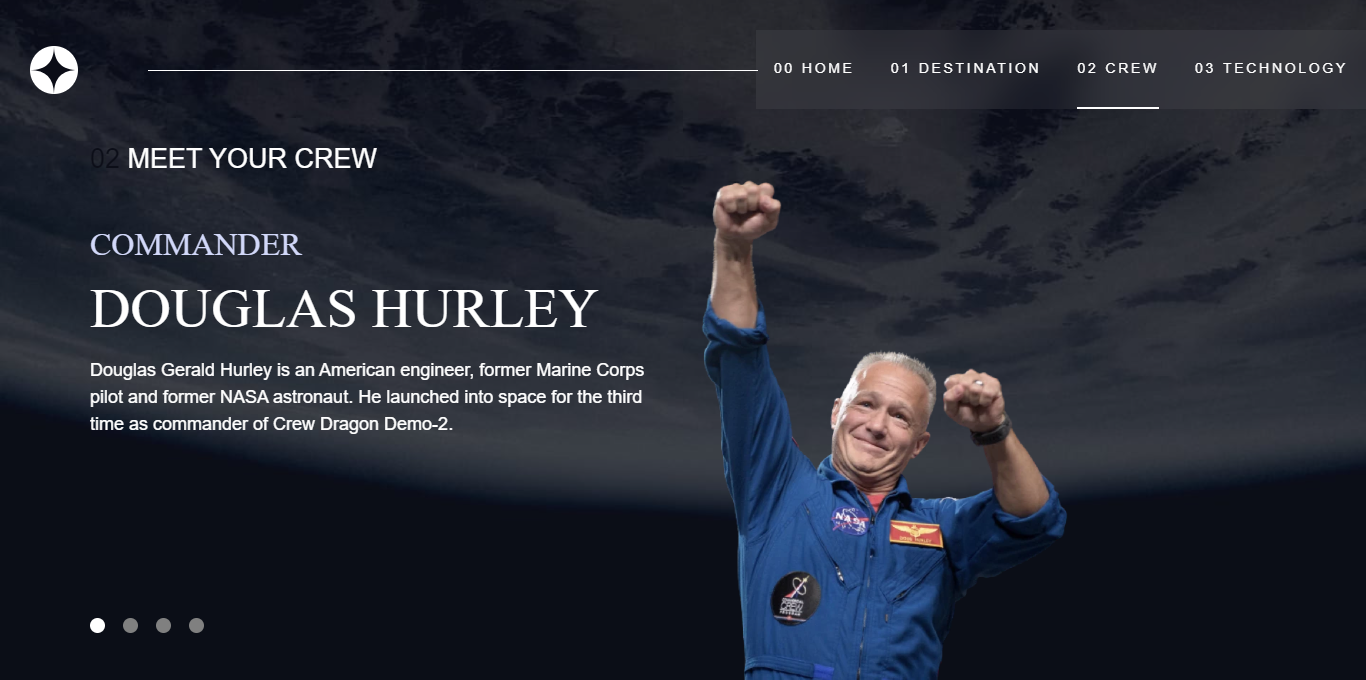 00 HOME 01 DESTINATION 02 CREW 03 TECHNOLOGY
02 MEET YOUR CREW
COMMANDER
DOUGLAS HURLEY
Douglas Gerald Hurley is an American engineer, former Marine Corps
pilot and former NASA astronaut. He launched into space for the third
time as commander of Crew Dragon Demo-2.
NASA
CREW